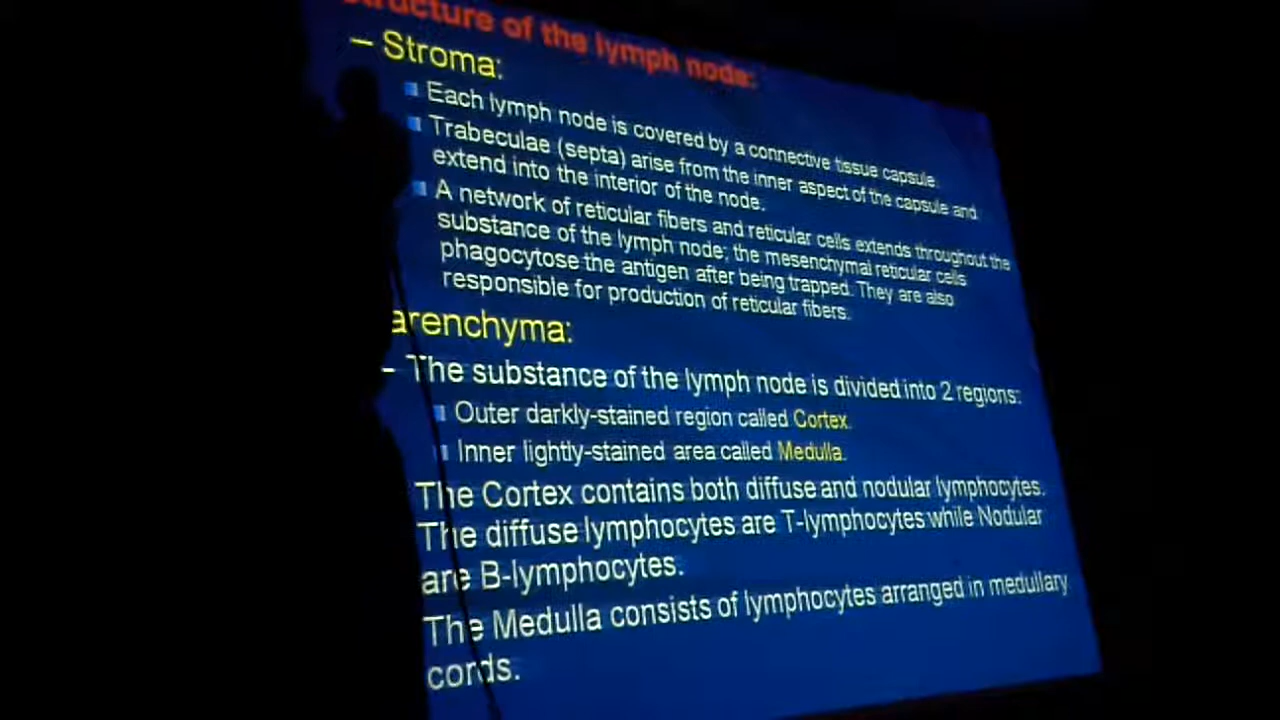 Structure of the lymph node:
– Stroma:
Each lymph node is covered by a connective tissue capsule.
Trabeculae (septa) arise from the inner aspect of the capsule and
extend into the interior of the node.
A network of reticular fibers and reticular cells extends throughout the
substance of the lymph node; the mesenchymal reticular cells
phagocytose the antigen after being trapped. They are also
responsible for production of reticular fibers.
arenchyma:
– The substance of the lymph node is divided into 2 regions:
Outer darkly-stained region called Cortex.
Inner lightly-stained area called Medulla.
The Cortex contains both diffuse and nodular lymphocytes.
The diffuse lymphocytes are T-lymphocytes while Nodular
are B-lymphocytes.
The Medulla consists of lymphocytes arranged in medullary
cords.